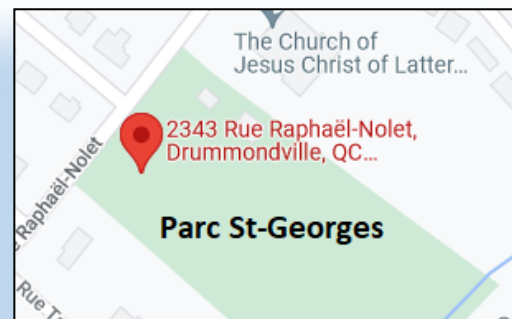 The Church of
Jesus Christ of Latter...
2343 Rue Raphaël-Nolet,
Drummondville, QC...
Raphaël-Nolet
Parc St-Georges
Rue